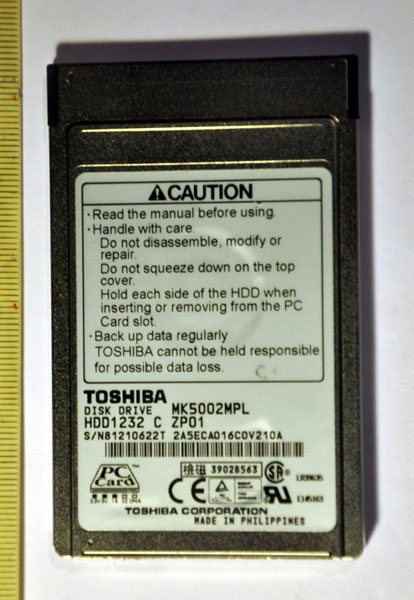 ⚠CAUTION
・Read the manual before using.
・Handle with care.
Do not disassemble, modify or
repair.
Do not squeeze down on the top
cover.
Hold each side of the HDD when
inserting or removing from the PC
Card slot.
・Back up data regularly
TOSHIBA cannot be held responsible
for possible data loss.
TOSHIBA
DISK DRIVE MK5002MPL
HDD1232 C ZP01
S/N81210622T 2A5ECA016C0V210A
PC Card
検磁 39028563
LR39635
E145163
TOSHIBA CORPORATION
MADE IN PHILIPPINES